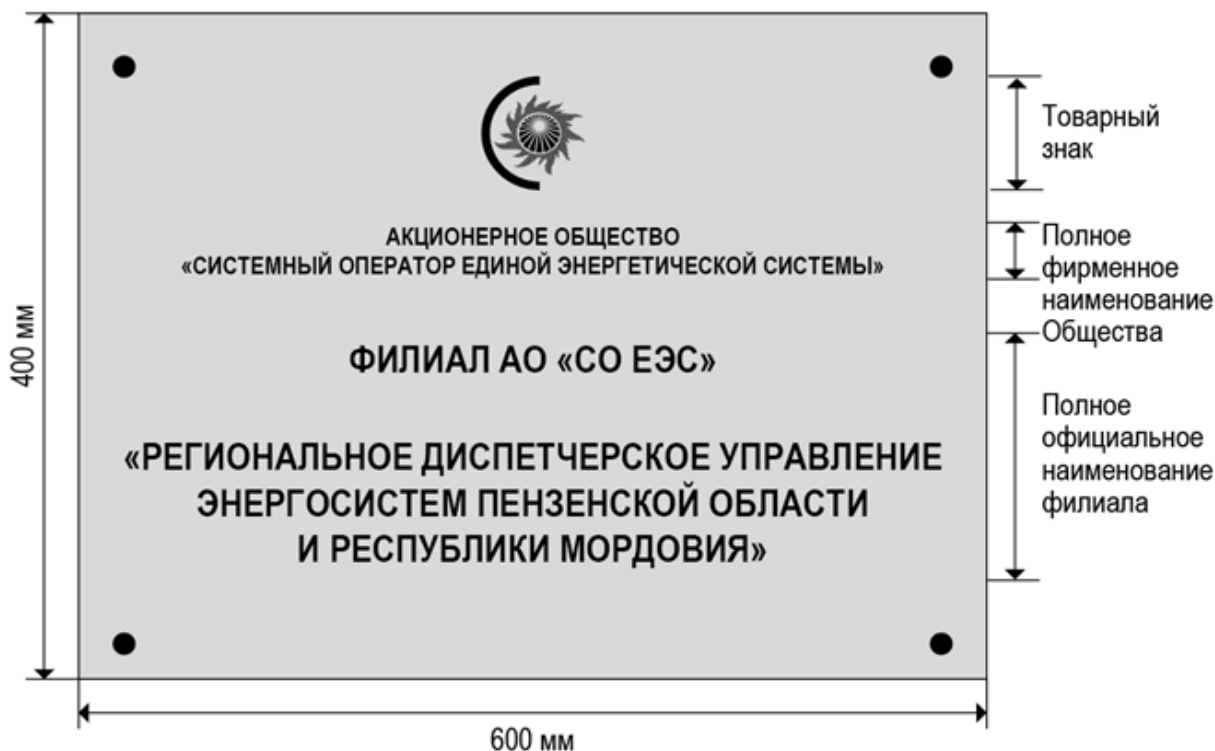 АКЦИОНЕРНОЕ ОБЩЕСТВО
«СИСТЕМНЫЙ ОПЕРАТОР ЕДИНОЙ ЭНЕРГЕТИЧЕСКОЙ СИСТЕМЫ»
ФИЛИАЛ АО «СО ЕЭС»
«РЕГИОНАЛЬНОЕ ДИСПЕТЧЕРСКОЕ УПРАВЛЕНИЕ
ЭНЕРГОСИСТЕМ ПЕНЗЕНСКОЙ ОБЛАСТИ
И РЕСПУБЛИКИ МОРДОВИЯ»
Товарный
знак
Полное
фирменное
наименование
Общества
Полное
официальное
наименование
филиала
400 мм
600 мм